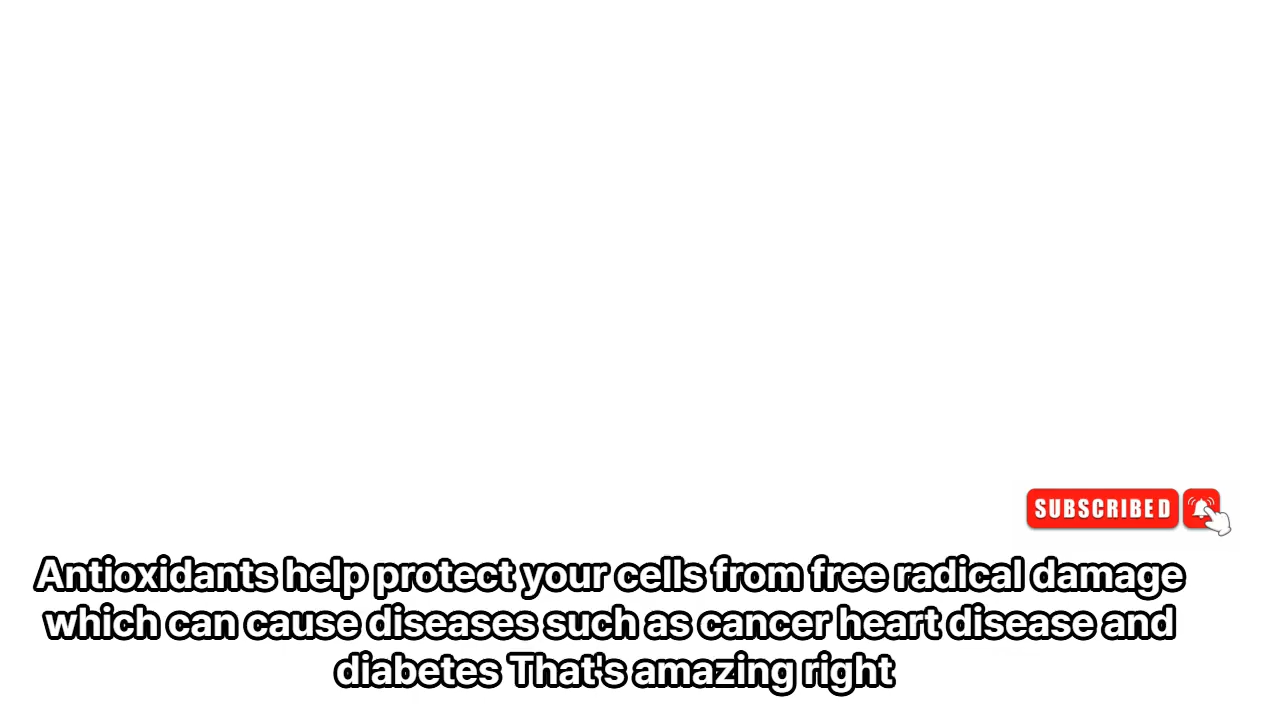 SUBSCRIBED
Antioxidants help protect your cells from free radical damage
which can cause diseases such as cancer heart disease and
diabetes That's amazing right